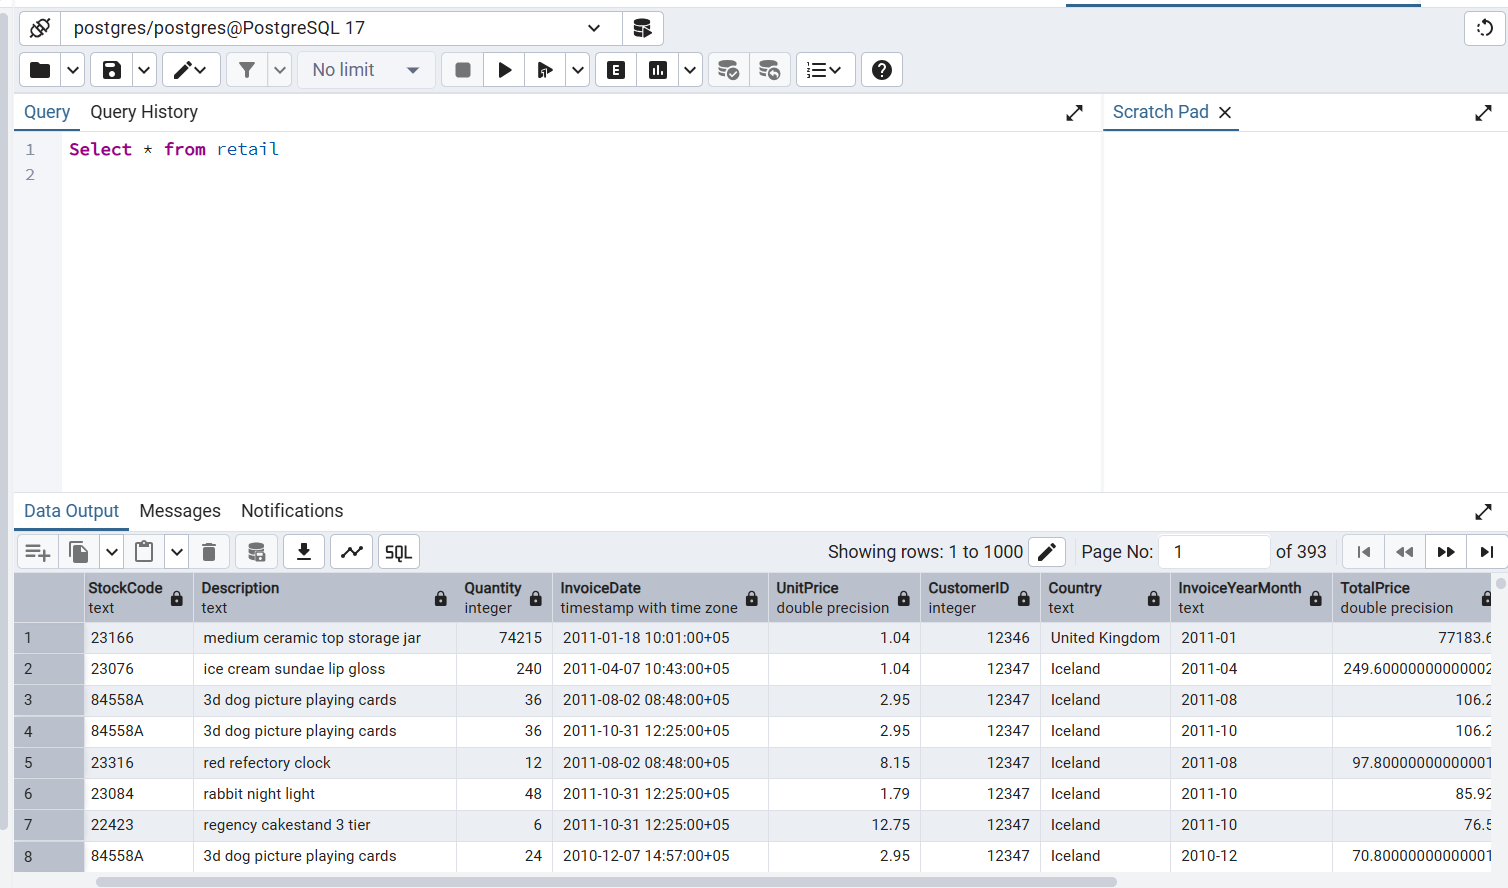 postgres/postgres@PostgreSQL 17
No limit
E
Query Query History
Scratch Pad
1 Select * from retail
2
Data Output Messages Notifications
SQL Showing rows: 1 to 1000 Page No: 1 of 393
StockCode Description Quantity InvoiceDate UnitPrice CustomerID Country InvoiceYearMonth TotalPrice
text text integer timestamp with time zone double precision integer text text double precision
1 23166 medium ceramic top storage jar 74215 2011-01-18 10:01:00+05 1.04 12346 United Kingdom 2011-01 77183.6
2 23076 ice cream sundae lip gloss 240 2011-04-07 10:43:00+05 1.04 12347 Iceland 2011-04 249.60000000000002
3 84558A 3d dog picture playing cards 36 2011-08-02 08:48:00+05 2.95 12347 Iceland 2011-08 106.2
4 84558A 3d dog picture playing cards 36 2011-10-31 12:25:00+05 2.95 12347 Iceland 2011-10 106.2
5 23316 red refectory clock 12 2011-08-02 08:48:00+05 8.15 12347 Iceland 2011-08 97.80000000000001
6 23084 rabbit night light 48 2011-10-31 12:25:00+05 1.79 12347 Iceland 2011-10 85.92
7 22423 regency cakestand 3 tier 6 2011-10-31 12:25:00+05 12.75 12347 Iceland 2011-10 76.5
8 84558A 3d dog picture playing cards 24 2010-12-07 14:57:00+05 2.95 12347 Iceland 2010-12 70.80000000000001